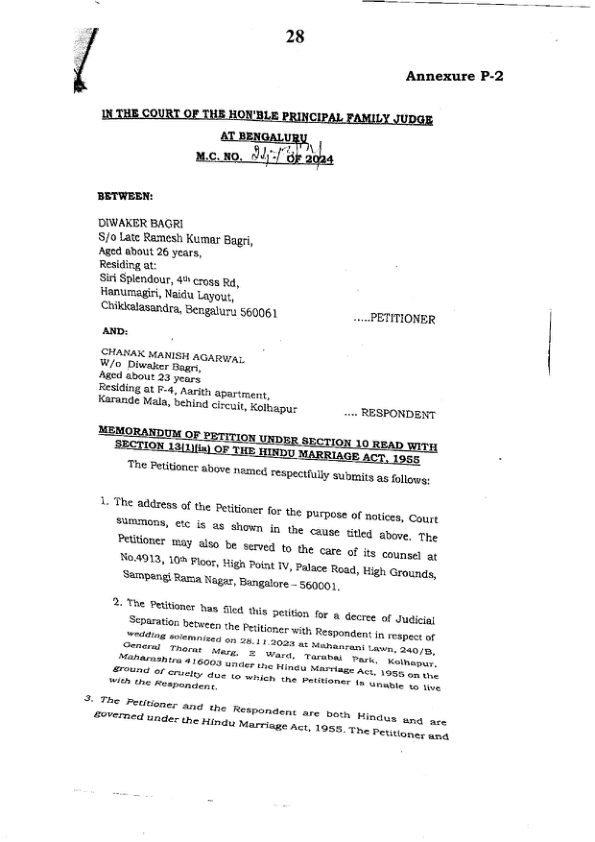 28
Annexure P-2
IN THE COURT OF THE HON'BLE PRINCIPAL FAMILY JUDGE
AT BENGALURU
M.C. NO. OF 2024
BETWEEN:
DIWAKER BAGRI
S/o Late Ramesh Kumar Bagri,
Aged about 26 years,
Residing at:
Siri Splendour, 4th cross Rd,
Hanumagiri, Naidu Layout,
Chikkalasandra, Bengaluru 560061 .....PETITIONER
AND:
CHANAK MANISH AGARWAL
W/o Diwaker Bagri,
Aged about 23 years
Residing at F-4, Aarith apartment,
Karande Mala, behind circuit, Kolhapur .... RESPONDENT
MEMORANDUM OF PETITION UNDER SECTION 10 READ WITH
SECTION 13(1)(ia) OF THE HINDU MARRIAGE ACT, 1955
The Petitioner above named respectfully submits as follows:
1. The address of the Petitioner for the purpose of notices, Court
summons, etc is as shown in the cause titled above. The
Petitioner may also be served to the care of its counsel at
No.4913, 10th Floor, High Point IV, Palace Road, High Grounds,
Sampangi Rama Nagar, Bangalore – 560001.
2. The Petitioner has filed this petition for a decree of Judicial
Separation between the Petitioner with Respondent in respect of
wedding solemnized on 28.11.2023 at Mahanrani Lawn, 240/B,
General Thorat Marg, E Ward, Tarabai Park, Kolhapur,
Maharashtra 416003 under the Hindu Marriage Act, 1955 on the
ground of cruelty due to which the Petitioner is unable to live
with the Respondent.
3. The Petitioner and the Respondent are both Hindus and are
governed under the Hindu Marriage Act, 1955. The Petitioner and